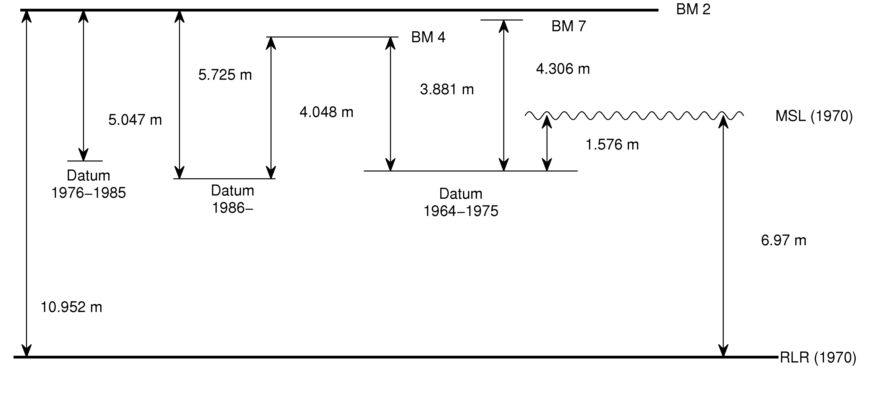 BM 2
BM 7
BM 4
5.725 m
4.306 m
3.881 m
4.048 m
5.047 m
MSL (1970)
1.576 m
Datum
1976–1985
Datum
1986–
Datum
1964–1975
6.97 m
10.952 m
RLR (1970)